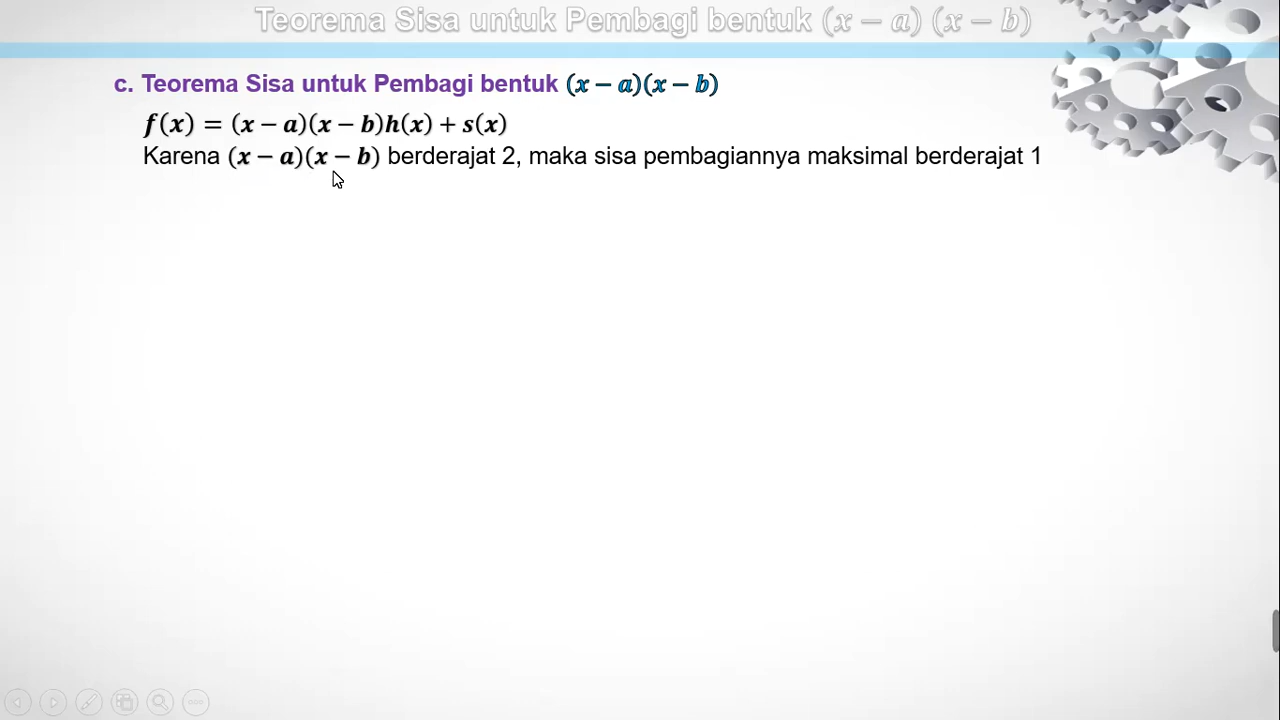 Teorema Sisa untuk Pembagi bentuk (x − a) (x − b)
c. Teorema Sisa untuk Pembagi bentuk (x − a)(x − b)
f(x) = (x − a)(x − b)h(x) + s(x)
Karena (x − a)(x − b) berderajat 2, maka sisa pembagiannya maksimal berderajat 1